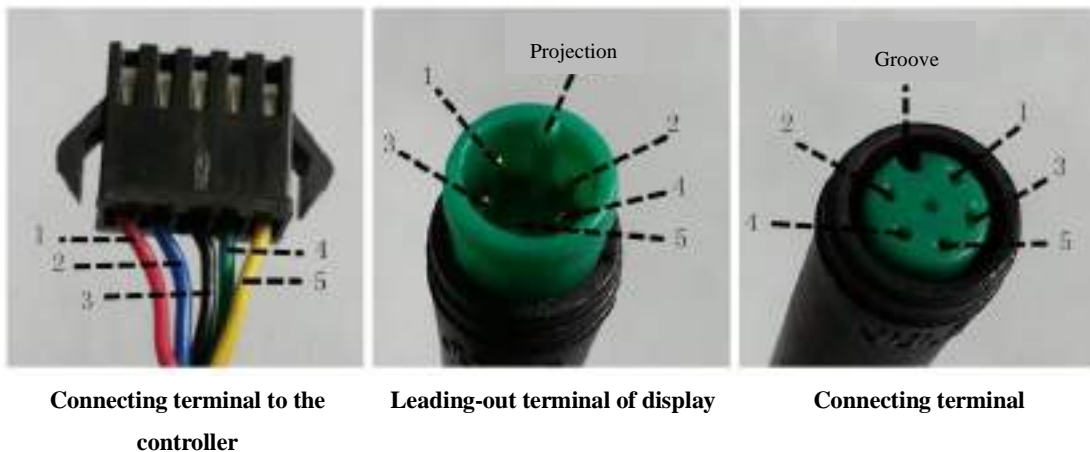 Projection
Groove
1
2
3
4
5
1
2
3
4
5
1
2
3
4
5
Connecting terminal to the
controller
Leading-out terminal of display
Connecting terminal